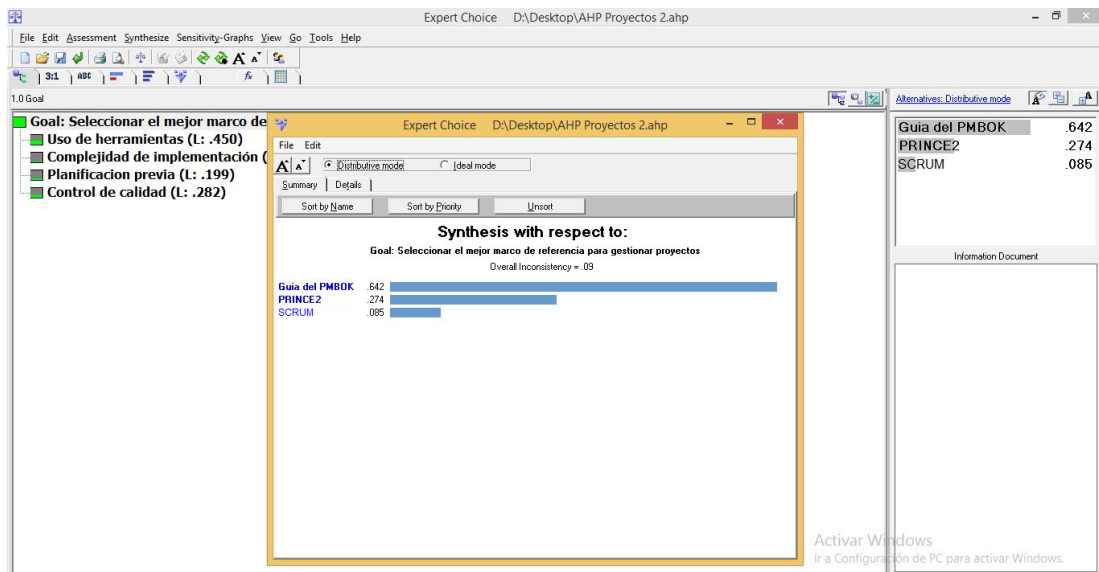 Expert Choice D:\Desktop\AHP Proyectos 2.ahp
File Edit Assessment Synthesize Sensitivity-Graphs View Go Tools Help
3:1 ABC fx
1.0 Goal
Alternatives: Distributive mode
Goal: Seleccionar el mejor marco de
Uso de herramientas (L: .450)
Complejidad de implementación (
Planificacion previa (L: .199)
Control de calidad (L: .282)
Expert Choice D:\Desktop\AHP Proyectos 2.ahp
File Edit
Distributive mode Ideal mode
Summary Details
Sort by Name Sort by Priority Unsort
Synthesis with respect to:
Goal: Seleccionar el mejor marco de referencia para gestionar proyectos
Overall Inconsistency = .09
Guia del PMBOK .642
PRINCE2 .274
SCRUM .085
Guia del PMBOK .642
PRINCE2 .274
SCRUM .085
Information Document
Activar Windows
Ir a Configuración de PC para activar Windows.